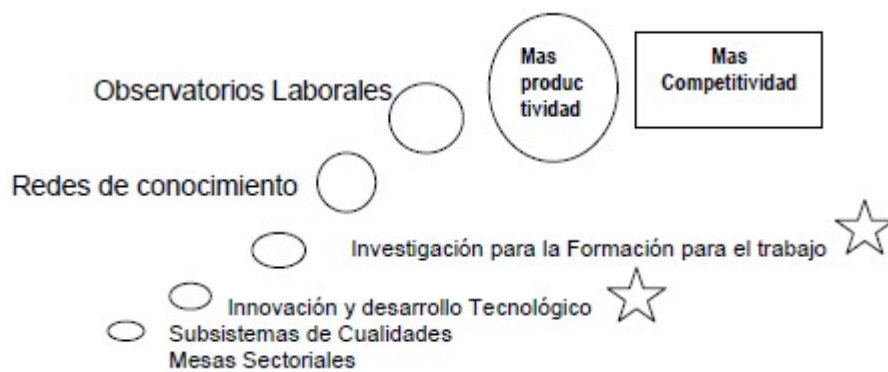 Mas
produc
tividad
Mas
Competitividad
Observatorios Laborales
Redes de conocimiento
Investigación para la Formación para el trabajo
Innovación y desarrollo Tecnológico
Subsistemas de Cualidades
Mesas Sectoriales